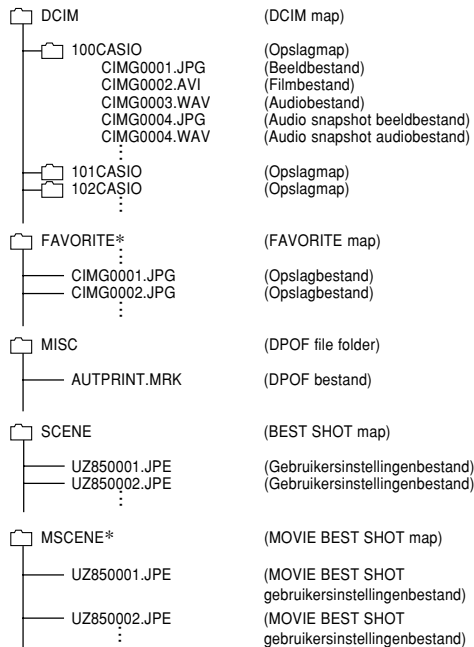 DCIM (DCIM map)
100CASIO (Opslagmap)
CIMG0001.JPG (Beeldbestand)
CIMG0002.AVI (Filmbestand)
CIMG0003.WAV (Audiobestand)
CIMG0004.JPG (Audio snapshot beeldbestand)
CIMG0004.WAV (Audio snapshot audiobestand)
101CASIO (Opslagmap)
102CASIO (Opslagmap)
FAVORITE* (FAVORITE map)
CIMG0001.JPG (Opslagbestand)
CIMG0002.JPG (Opslagbestand)
MISC (DPOF file folder)
AUTPRINT.MRK (DPOF bestand)
SCENE (BEST SHOT map)
UZ850001.JPE (Gebruikersinstellingenbestand)
UZ850002.JPE (Gebruikersinstellingenbestand)
MSCENE* (MOVIE BEST SHOT map)
UZ850001.JPE (MOVIE BEST SHOT
gebruikersinstellingenbestand)
UZ850002.JPE (MOVIE BEST SHOT
gebruikersinstellingenbestand)